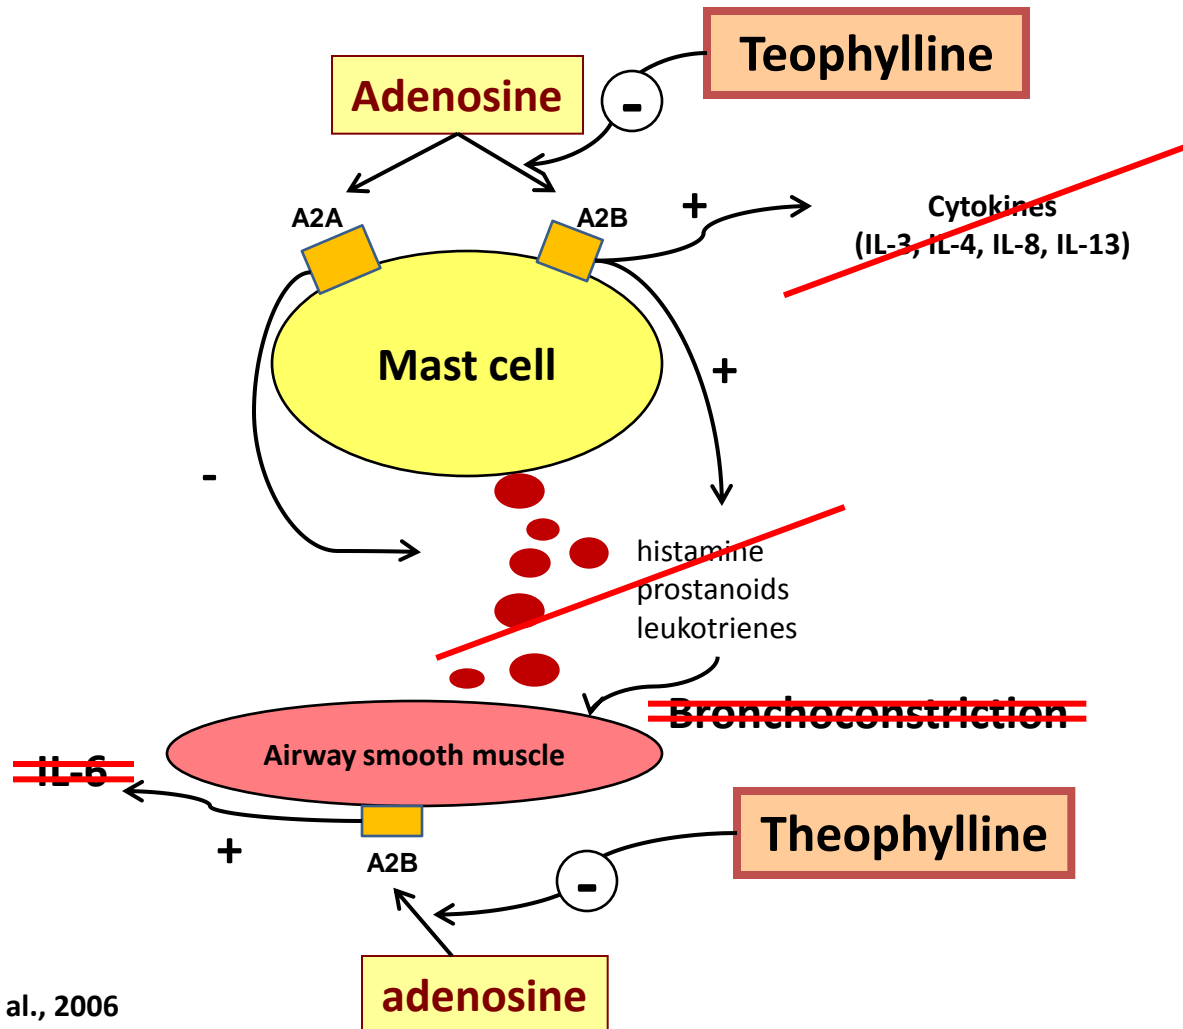 Teophylline
Adenosine
-
A2A
A2B
+
Cytokines
(IL-3, IL-4, IL-8, IL-13)
Mast cell
+
-
histamine
prostanoids
leukotrienes
Bronchoconstriction
Airway smooth muscle
IL-6
+
A2B
Theophylline
-
adenosine
al., 2006